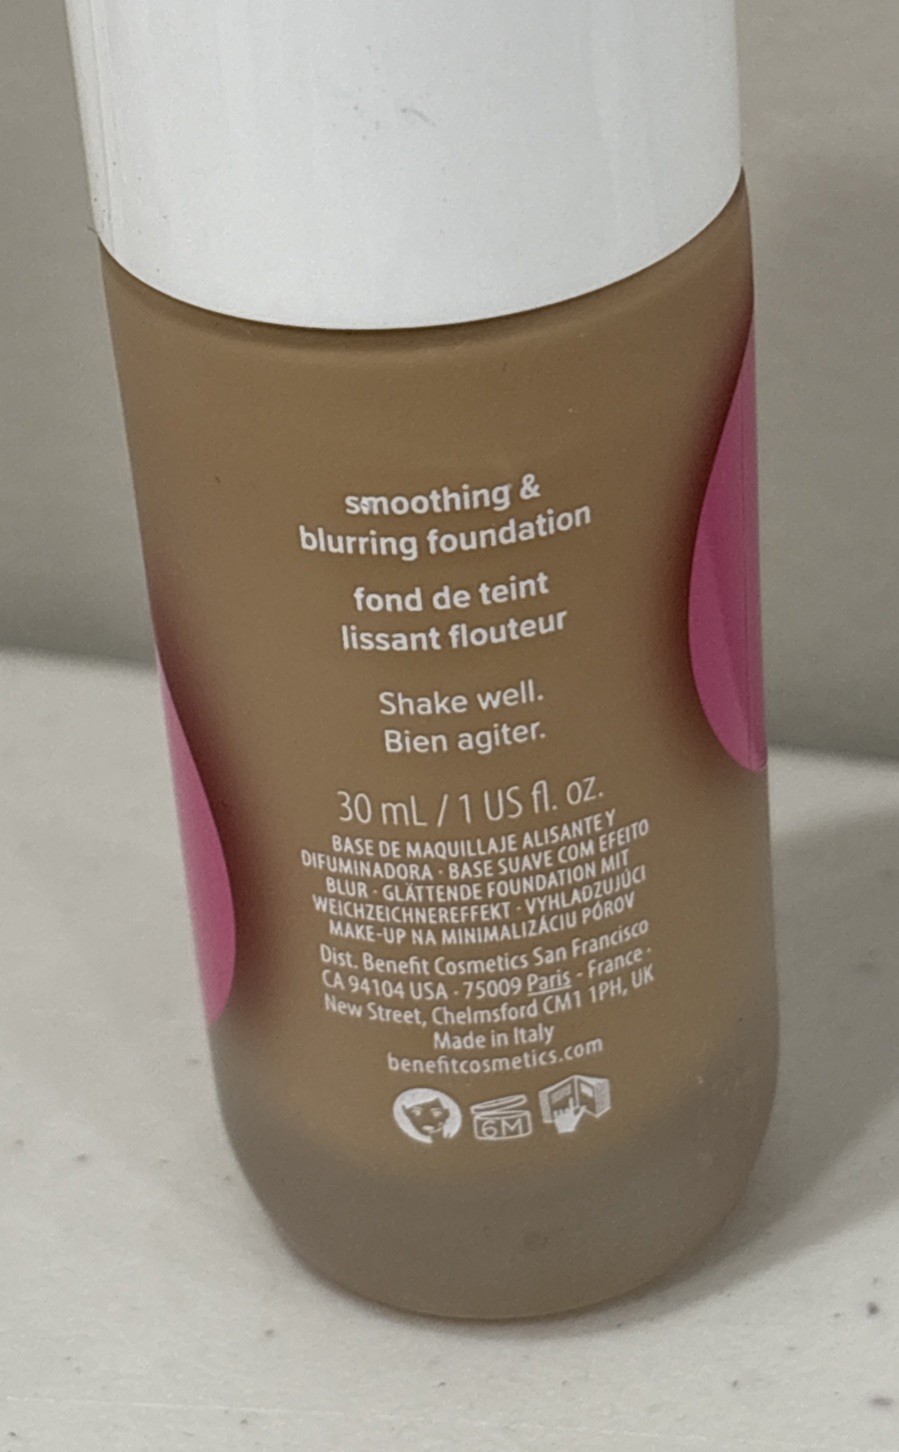 smoothing &
blurring foundation
fond de teint
lissant flouteur
Shake well.
Bien agiter.
30 mL / 1 US fl. oz.
BASE DE MAQUILLAJE ALISANTE Y
DIFUMINADORA · BASE SUAVE COM EFEITO
BLUR · GLÄTTENDE FOUNDATION MIT
WEICHZEICHNEREFFEKT · VYHLADZUJÚCI
MAKE-UP NA MINIMALIZÁCIU PÓROV
Dist. Benefit Cosmetics San Francisco
CA 94104 USA · 75009 Paris - France ·
New Street, Chelmsford CM1 1PH, UK
Made in Italy
benefitcosmetics.com
6M